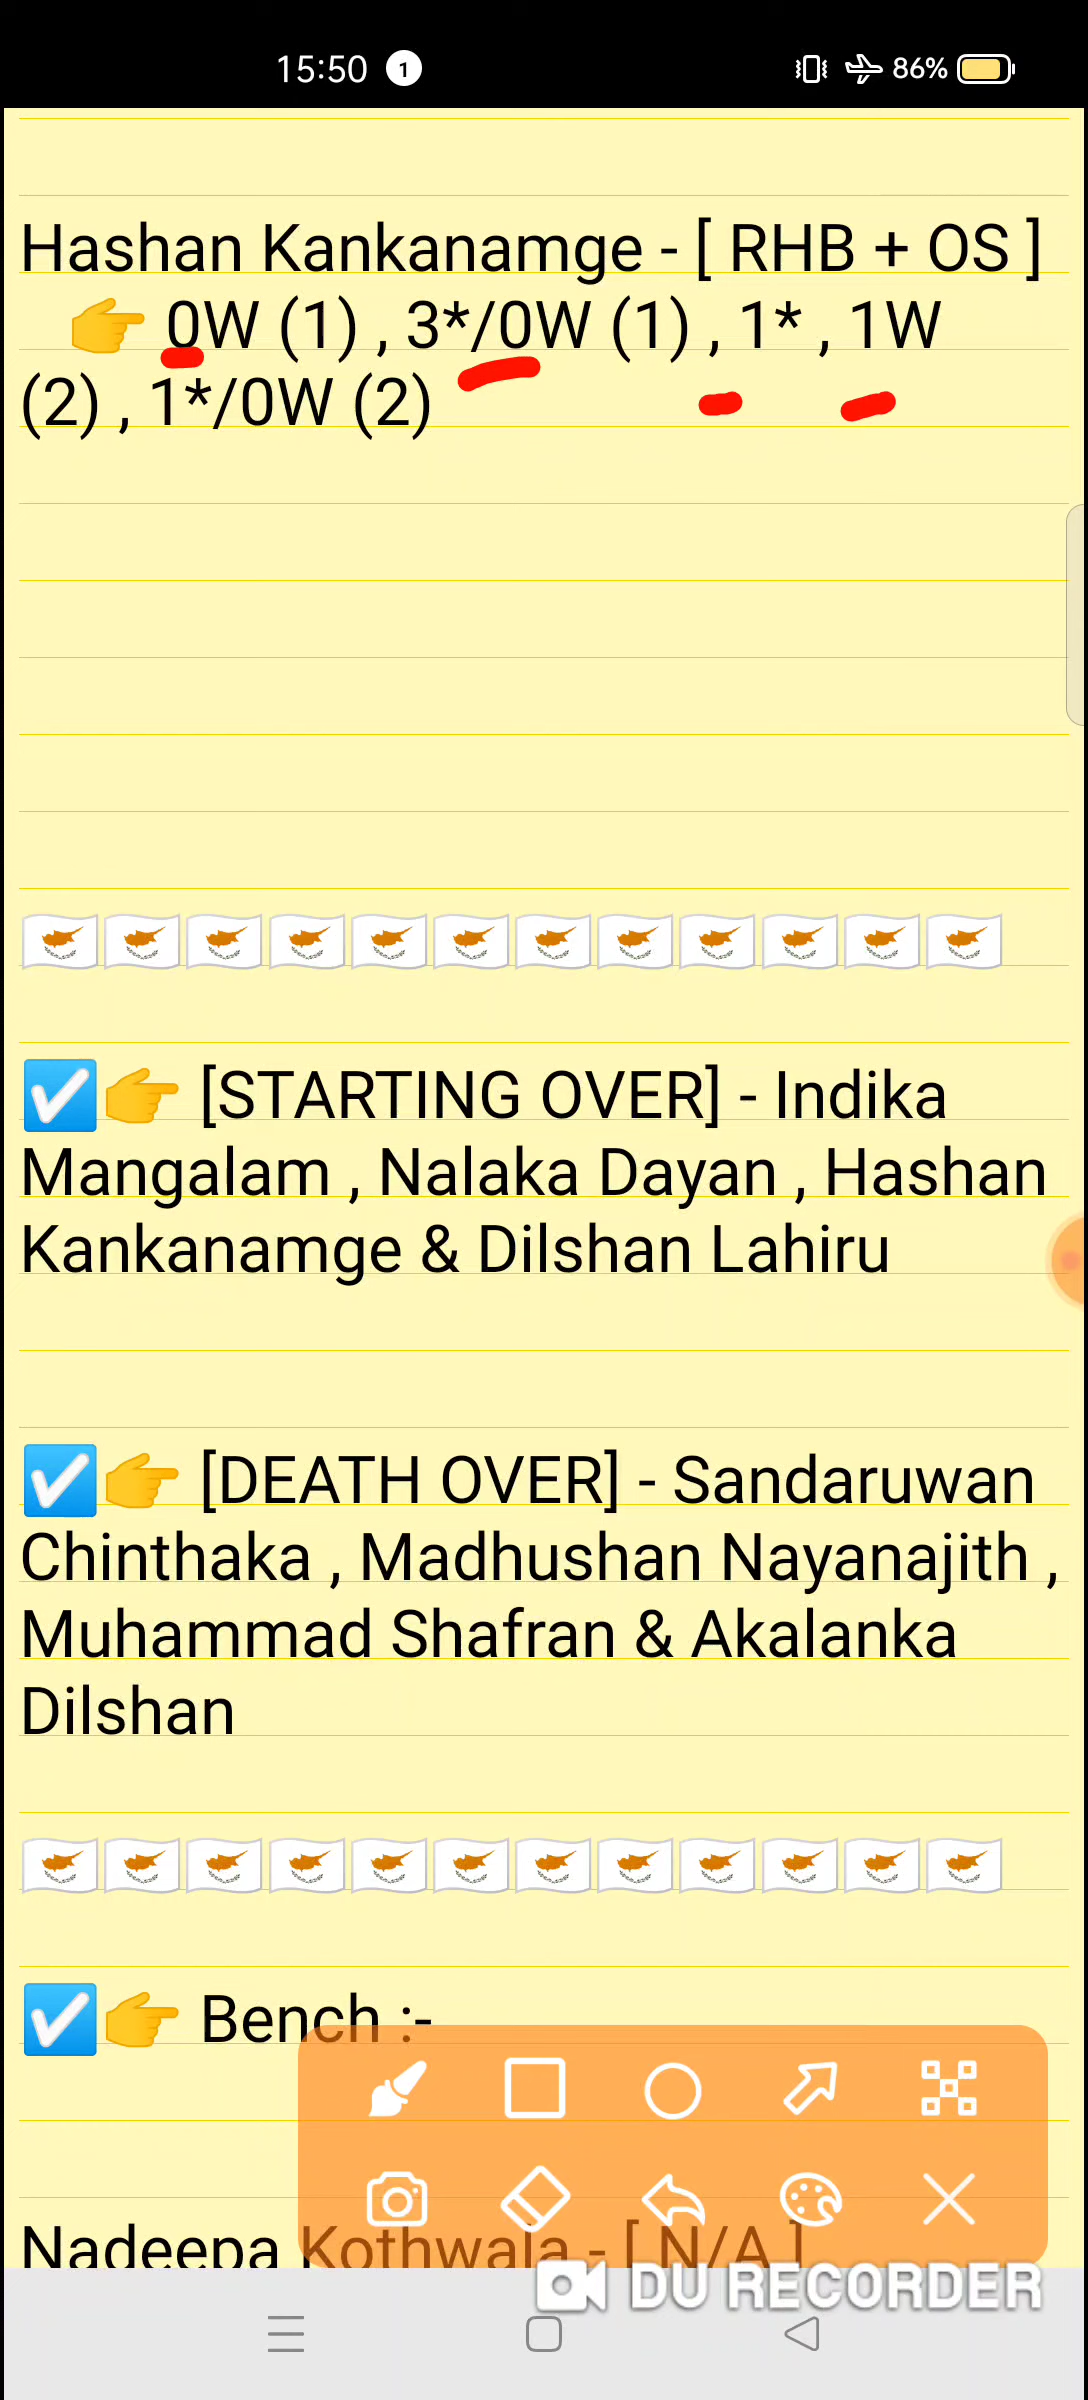 15:50 1 86%
Hashan Kankanamge - [ RHB + OS ]
👉 0W (1) , 3*/0W (1) , 1* , 1W
(2) , 1*/0W (2)
🇨🇾🇨🇾🇨🇾🇨🇾🇨🇾🇨🇾🇨🇾🇨🇾🇨🇾🇨🇾🇨🇾🇨🇾
☑👉 [STARTING OVER] - Indika
Mangalam , Nalaka Dayan , Hashan
Kankanamge & Dilshan Lahiru
☑👉 [DEATH OVER] - Sandaruwan
Chinthaka , Madhushan Nayanajith ,
Muhammad Shafran & Akalanka
Dilshan
🇨🇾🇨🇾🇨🇾🇨🇾🇨🇾🇨🇾🇨🇾🇨🇾🇨🇾🇨🇾🇨🇾🇨🇾
☑👉 Bench :-
Nadeepa Kothwala - [ N/A ]
DU RECORDER